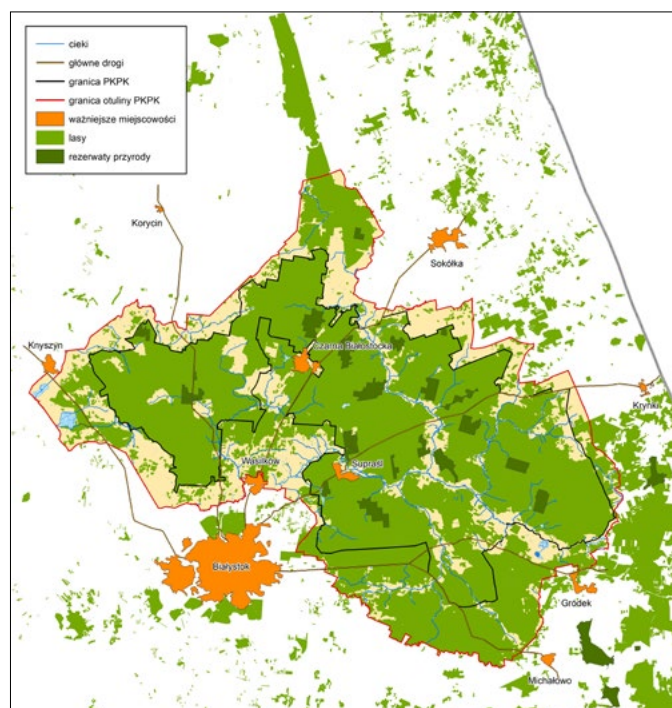 cieki
główne drogi
granica PKPK
granica otuliny PKPK
ważniejsze miejscowości
lasy
rezerwaty przyrody
Korycin
Sokółka
Knyszyn
Czarna Białostocka
Krynki
Wasilków
Supraśl
Białystok
Gródek
Michałowo